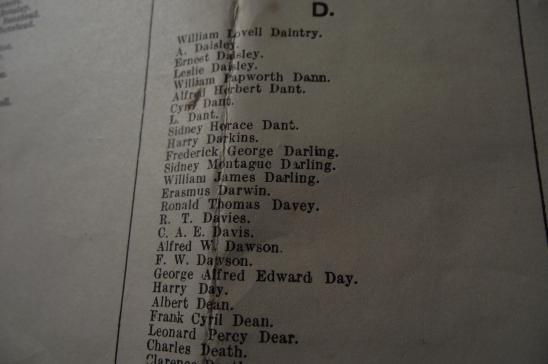 D.
William Lovell Daintry.
A. Daisley.
Ernest Daisley.
Leslie Daisley.
William Papworth Dann.
Alfred Herbert Dant.
Cyril Dant.
L. Dant.
Sidney Horace Dant.
Harry Darkins.
Frederick George Darling.
Sidney Montague Darling.
William James Darling.
Erasmus Darwin.
Ronald Thomas Davey.
R. T. Davies.
C. A. E. Davis.
Alfred W. Dawson.
F. W. Dawson.
George Alfred Edward Day.
Harry Day.
Albert Dean.
Frank Cyril Dean.
Leonard Percy Dear.
Charles Death.